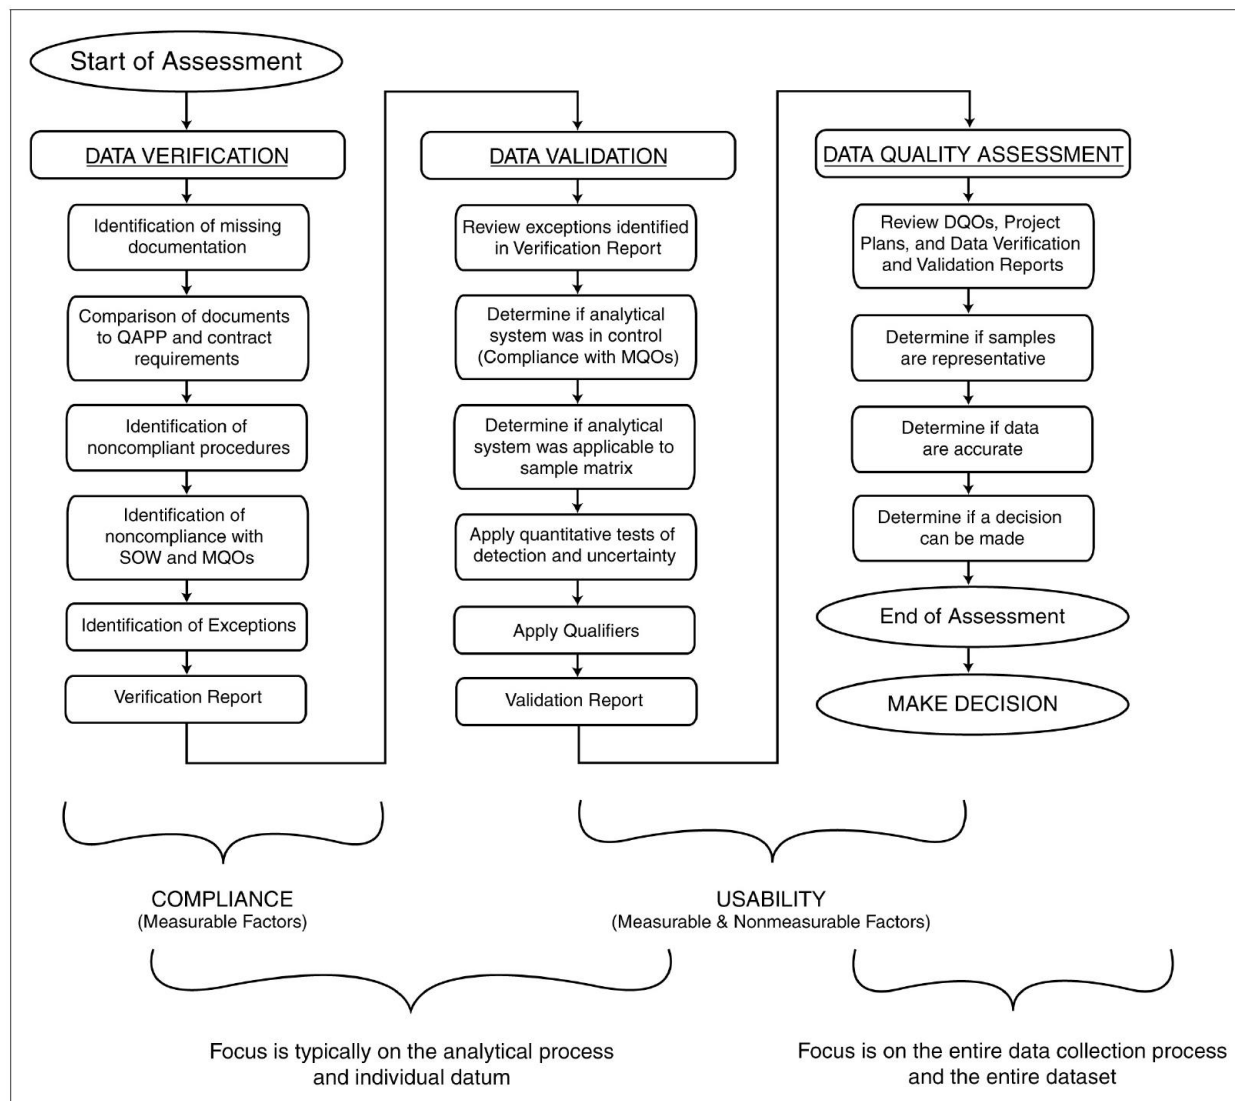 Start of Assessment
DATA VERIFICATION
Identification of missing
documentation
Comparison of documents
to QAPP and contract
requirements
Identification of
noncompliant procedures
Identification of
noncompliance with
SOW and MQOs
Identification of Exceptions
Verification Report
DATA VALIDATION
Review exceptions identified
in Verification Report
Determine if analytical
system was in control
(Compliance with MQOs)
Determine if analytical
system was applicable to
sample matrix
Apply quantitative tests of
detection and uncertainty
Apply Qualifiers
Validation Report
DATA QUALITY ASSESSMENT
Review DQOs, Project
Plans, and Data Verification
and Validation Reports
Determine if samples
are representative
Determine if data
are accurate
Determine if a decision
can be made
End of Assessment
MAKE DECISION
COMPLIANCE
(Measurable Factors)
USABILITY
(Measurable & Nonmeasurable Factors)
Focus is typically on the analytical process
and individual datum
Focus is on the entire data collection process
and the entire dataset